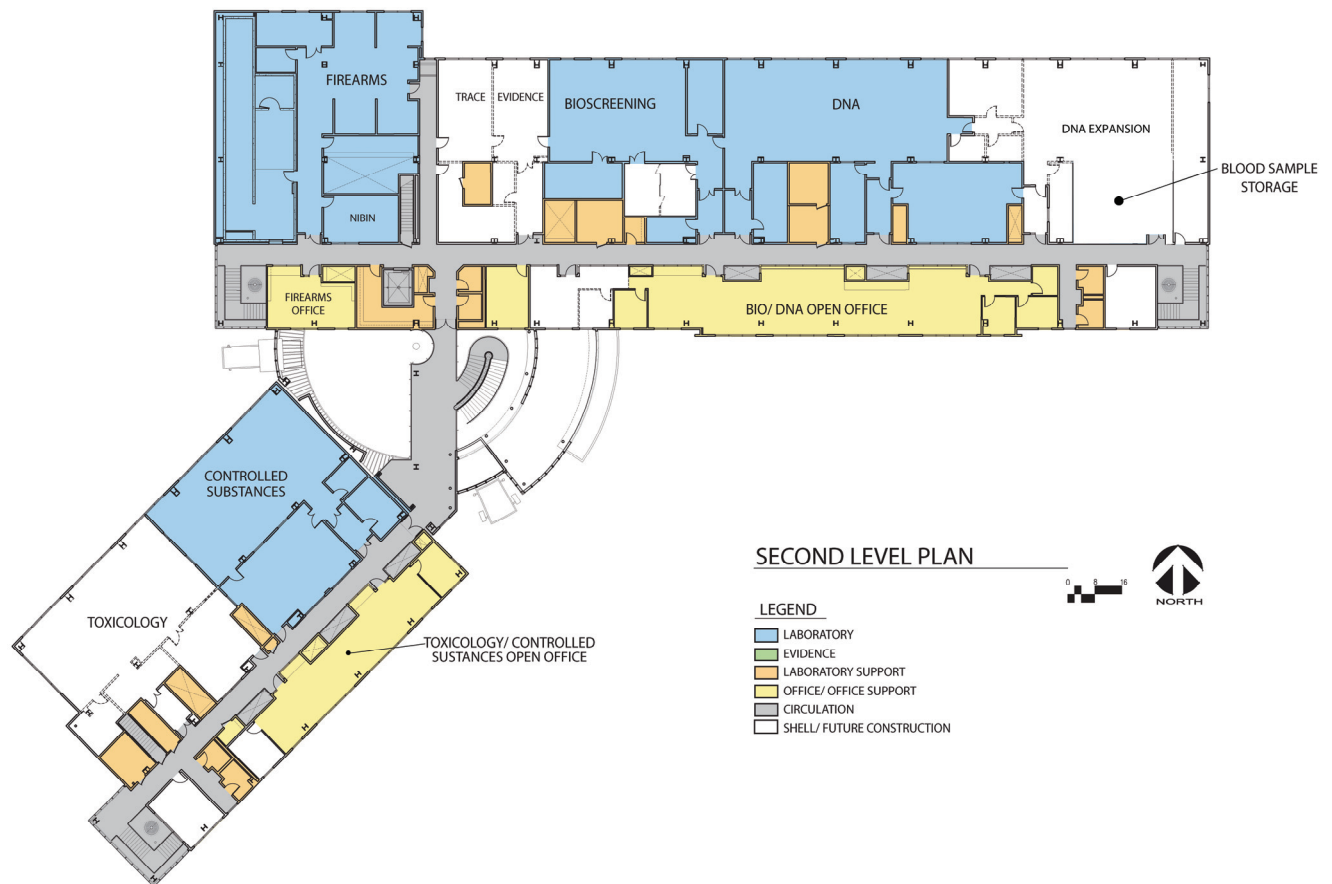 FIREARMS
TRACE
EVIDENCE
BIOSCREENING
DNA
DNA EXPANSION
BLOOD SAMPLE
STORAGE
NIBIN
FIREARMS
OFFICE
BIO/ DNA OPEN OFFICE
CONTROLLED
SUBSTANCES
TOXICOLOGY
TOXICOLOGY/ CONTROLLED
SUSTANCES OPEN OFFICE
SECOND LEVEL PLAN
0 8 16
NORTH
LEGEND
LABORATORY
EVIDENCE
LABORATORY SUPPORT
OFFICE/ OFFICE SUPPORT
CIRCULATION
SHELL/ FUTURE CONSTRUCTION